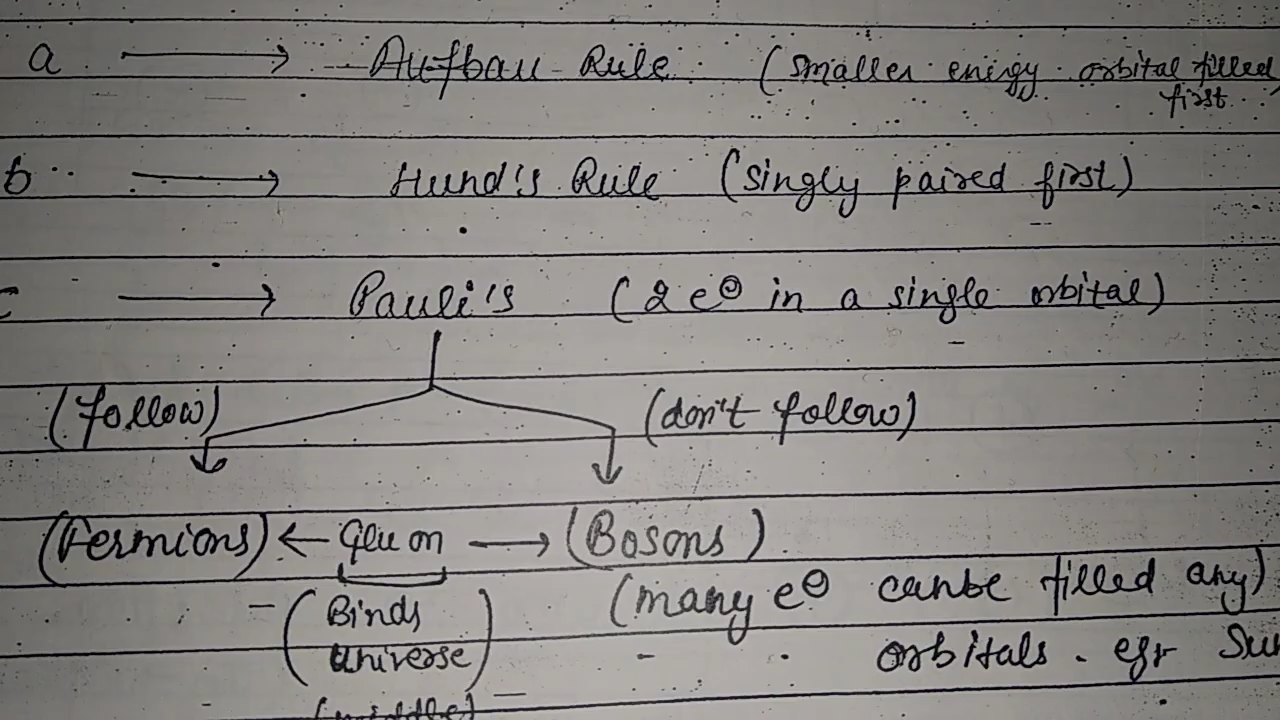 a → Aufbau Rule (smaller energy orbital filled
first
b → Hund's Rule (singly paired first)
c → Pauli's (2 e⊖ in a single orbital)
(follow) (don't follow)
(Fermions) ← Gluon → (Bosons)
(Binds Universe) (many e⊖ canbe filled any)
orbitals.
(middle)